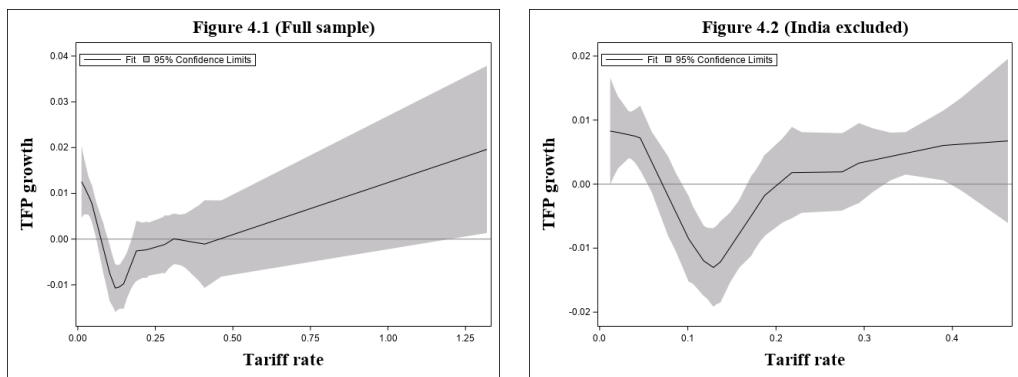 Figure 4.1 (Full sample)
Fit 95% Confidence Limits
0.04
0.03
0.02
0.01
0.00
-0.01
TFP growth
0.00 0.25 0.50 0.75 1.00 1.25
Tariff rate
Figure 4.2 (India excluded)
Fit 95% Confidence Limits
0.02
0.01
0.00
-0.01
-0.02
TFP growth
0.0 0.1 0.2 0.3 0.4
Tariff rate